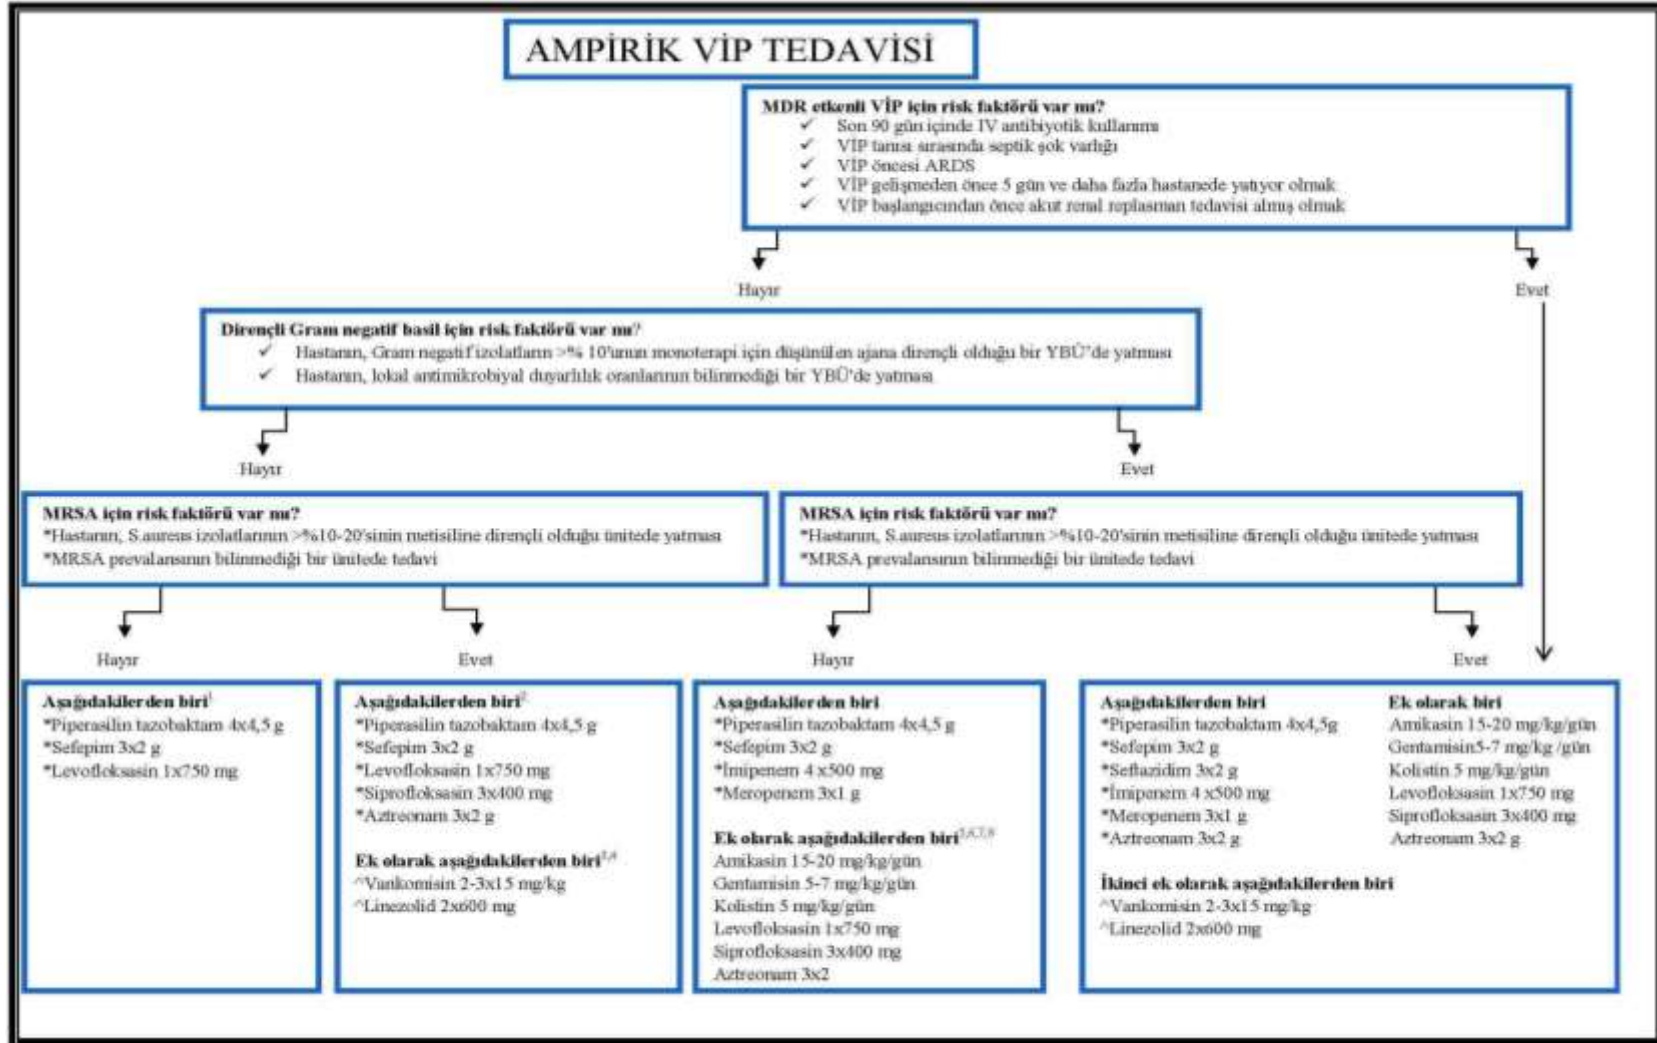 AMPİRİK VİP TEDAVİSİ
MDR etkenli VİP için risk faktörü var mı?
✓ Son 90 gün içinde IV antibiyotik kullanımı
✓ VİP tanısı sırasında septik şok varlığı
✓ VİP öncesi ARDS
✓ VİP gelişmeden önce 5 gün ve daha fazla hastanede yatıyor olmak
✓ VİP başlangıcından önce akut renal replasman tedavisi almış olmak
Hayır
Evet
Dirençli Gram negatif basil için risk faktörü var mı?
✓ Hastanın, Gram negatif izolatların >% 10'unun monoterapi için düşünülen ajana dirençli olduğu bir YBÜ'de yatması
✓ Hastanın, lokal antimikrobiyal duyarlılık oranlarının bilinmediği bir YBÜ'de yatması
Hayır
Evet
MRSA için risk faktörü var mı?
*Hastanın, S.aureus izolatlarının >%10-20'sinin metisiline dirençli olduğu ünitede yatması
*MRSA prevalansının bilinmediği bir ünitede tedavi
MRSA için risk faktörü var mı?
*Hastanın, S.aureus izolatlarının >%10-20'sinin metisiline dirençli olduğu ünitede yatması
*MRSA prevalansının bilinmediği bir ünitede tedavi
Hayır
Evet
Hayır
Evet
Aşağıdakilerden biri¹
*Piperasilin tazobaktam 4x4,5 g
*Sefepim 3x2 g
*Levofloksasin 1x750 mg
Aşağıdakilerden biri²
*Piperasilin tazobaktam 4x4,5 g
*Sefepim 3x2 g
*Levofloksasin 1x750 mg
*Siprofloksasin 3x400 mg
*Aztreonam 3x2 g
Ek olarak aşağıdakilerden biri
^Vankomisin 2-3x15 mg/kg
^Linezolid 2x600 mg
Aşağıdakilerden biri
*Piperasilin tazobaktam 4x4,5 g
*Sefepim 3x2 g
*İmipenem 4 x500 mg
*Meropenem 3x1 g
Ek olarak aşağıdakilerden biri
Amikasin 15-20 mg/kg/gün
Gentamisin 5-7 mg/kg/gün
Kolistin 5 mg/kg/gün
Levofloksasin 1x750 mg
Siprofloksasin 3x400 mg
Aztreonam 3x2
Aşağıdakilerden biri
*Piperasilin tazobaktam 4x4,5g
*Sefepim 3x2 g
*Seftazidim 3x2 g
*İmipenem 4 x500 mg
*Meropenem 3x1 g
*Aztreonam 3x2 g
Ek olarak biri
Amikasin 15-20 mg/kg/gün
Gentamisin5-7 mg/kg /gün
Kolistin 5 mg/kg/gün
Levofloksasin 1x750 mg
Siprofloksasin 3x400 mg
Aztreonam 3x2 g
İkinci ek olarak aşağıdakilerden biri
^Vankomisin 2-3x15 mg/kg
^Linezolid 2x600 mg